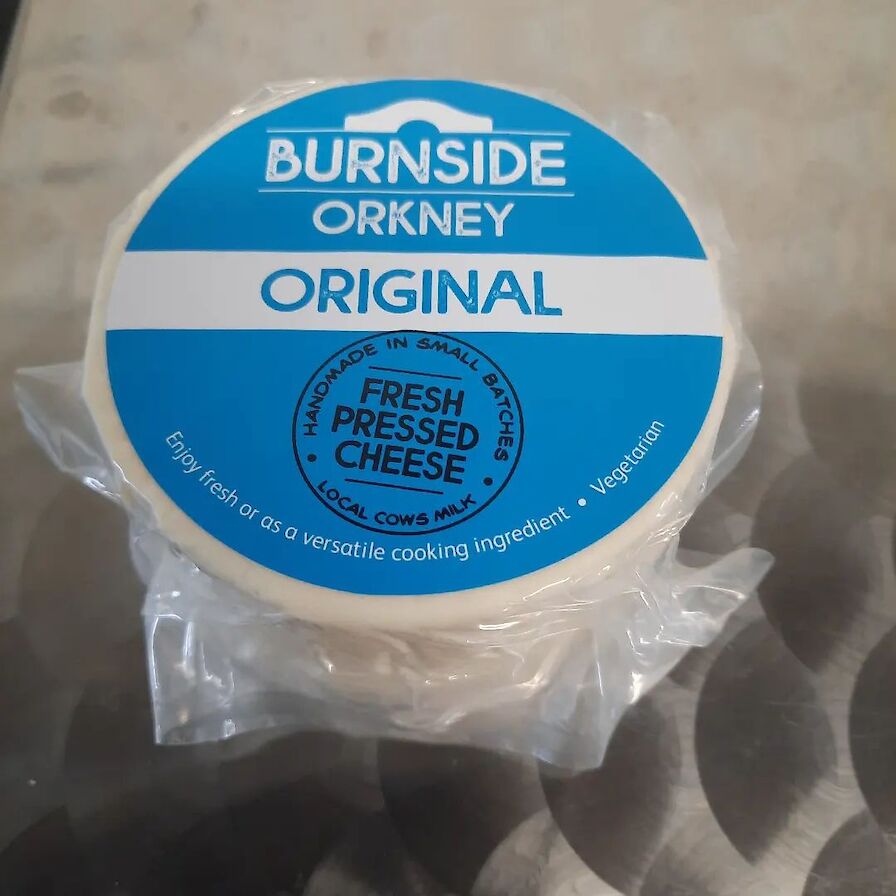 BURNSIDE
ORKNEY
ORIGINAL
HANDMADE IN SMALL BATCHES
FRESH
PRESSED
CHEESE
• LOCAL COWS MILK •
Enjoy fresh or as a versatile cooking ingredient • Vegetarian